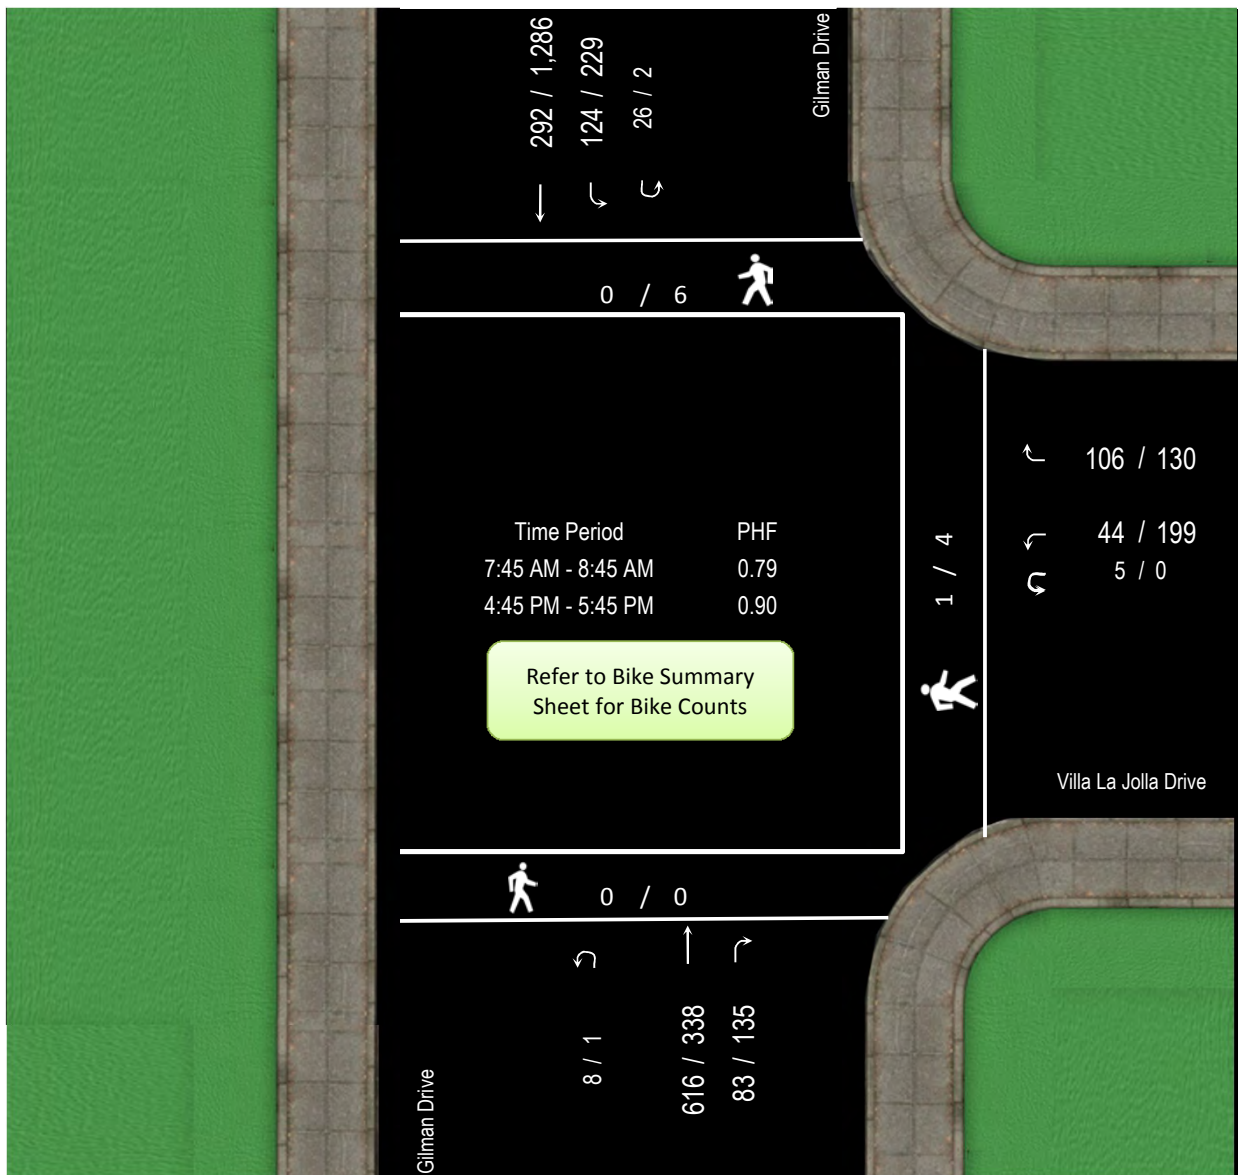 292 / 1,286
124 / 229
26 / 2
Gilman Drive
0 / 6
106 / 130
44 / 199
5 / 0
Time Period PHF
7:45 AM - 8:45 AM 0.79
4:45 PM - 5:45 PM 0.90
1 / 4
Refer to Bike Summary
Sheet for Bike Counts
Villa La Jolla Drive
0 / 0
8 / 1
616 / 338
83 / 135
Gilman Drive